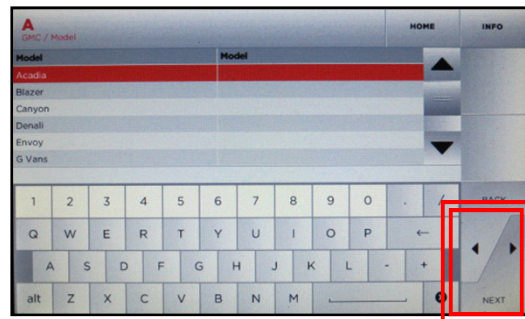 A
GMC / Model
HOME
INFO
Model Model
Acadia
Blazer
Canyon
Denali
Envoy
G Vans
1 2 3 4 5 6 7 8 9 0 . /
BACK
Q W E R T Y U I O P ←
A S D F G H J K L - +
alt Z X C V B N M
NEXT